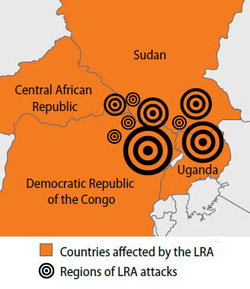 Sudan
Central African
Republic
Uganda
Democratic Republic
of the Congo
Countries affected by the LRA
Regions of LRA attacks